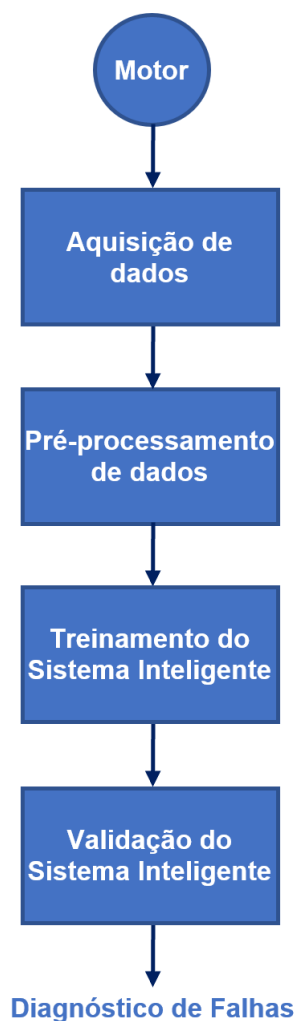 Motor
Aquisição de
dados
Pré-processamento
de dados
Treinamento do
Sistema Inteligente
Validação do
Sistema Inteligente
Diagnóstico de Falhas